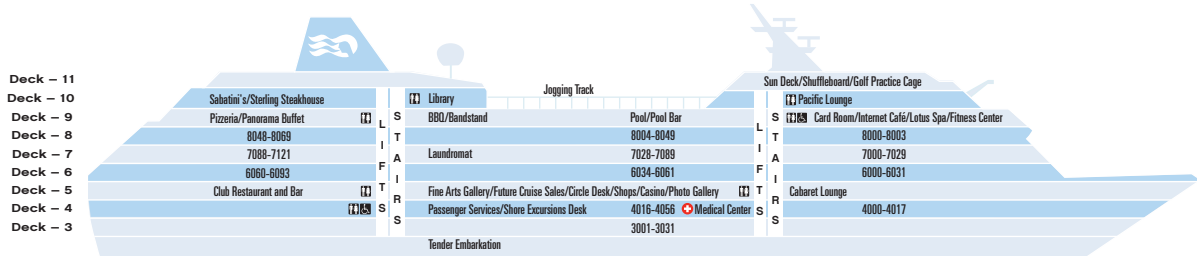 Deck – 11
Sun Deck/Shuffleboard/Golf Practice Cage
Jogging Track
Deck – 10
Sabatini's/Sterling Steakhouse
Library
Pacific Lounge
Deck – 9
Pizzeria/Panorama Buffet
BBQ/Bandstand
Pool/Pool Bar
Card Room/Internet Café/Lotus Spa/Fitness Center
Deck – 8
8048-8069
8004-8049
8000-8003
Deck – 7
7088-7121
Laundromat
7028-7089
7000-7029
Deck – 6
6060-6093
6034-6061
6000-6031
Deck – 5
Club Restaurant and Bar
Fine Arts Gallery/Future Cruise Sales/Circle Desk/Shops/Casino/Photo Gallery
Cabaret Lounge
Deck – 4
Passenger Services/Shore Excursions Desk
4016-4056
Medical Center
4000-4017
Deck – 3
3001-3031
Tender Embarkation
LIFTS
STAIRS
LIFTS
STAIRS